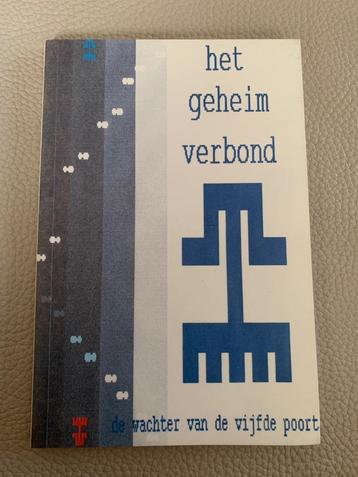 het
geheim
verbond
de wachter van de vijfde poort